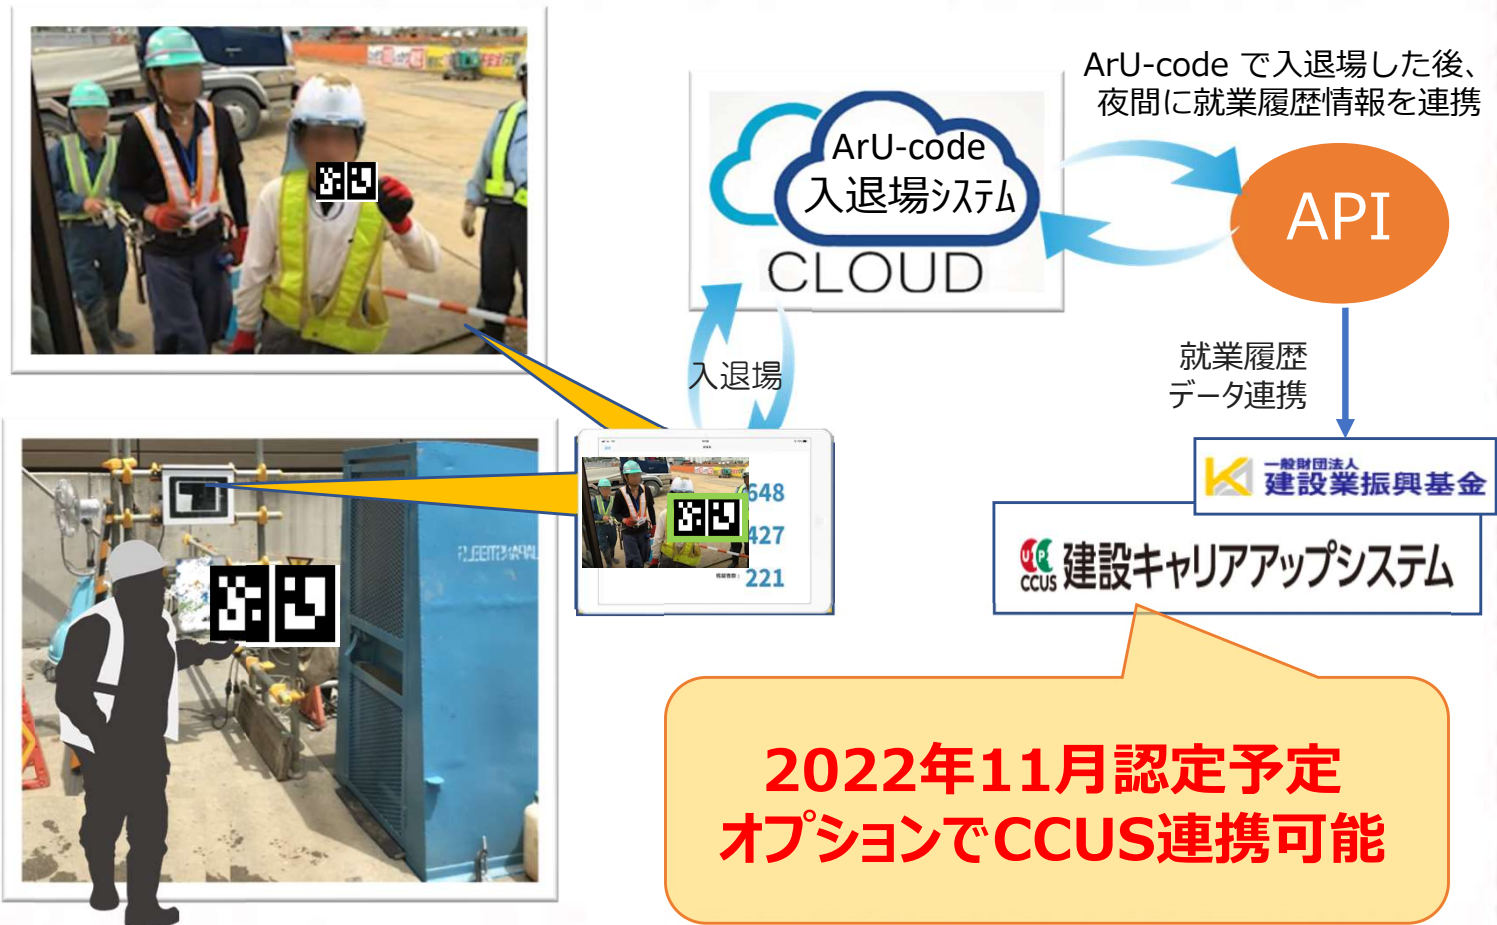 ArU-code で入退場した後、
夜間に就業履歴情報を連携
ArU-code
入退場システム
CLOUD
API
入退場
就業履歴
データ連携
一般財団法人
建設業振興基金
CCUS
建設キャリアアップシステム
648
427
221
2022年11月認定予定
オプションでCCUS連携可能